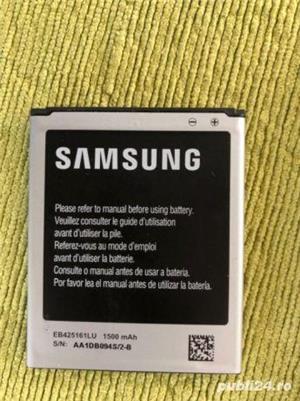 SAMSUNG
Please refer to manual before using battery.
Veuillez consulter le guide d'utilisation
avant d'utiliser la pile.
Referez-vous au mode d'emploi
avant d'utiliser la batterie.
Consulte o manual antes de usar a bateria.
Por favor lea el manual antes de utilizar la batería.
EB425161LU 1500 mAh
S/N: AA1DB094S/2-B
publi24.ro